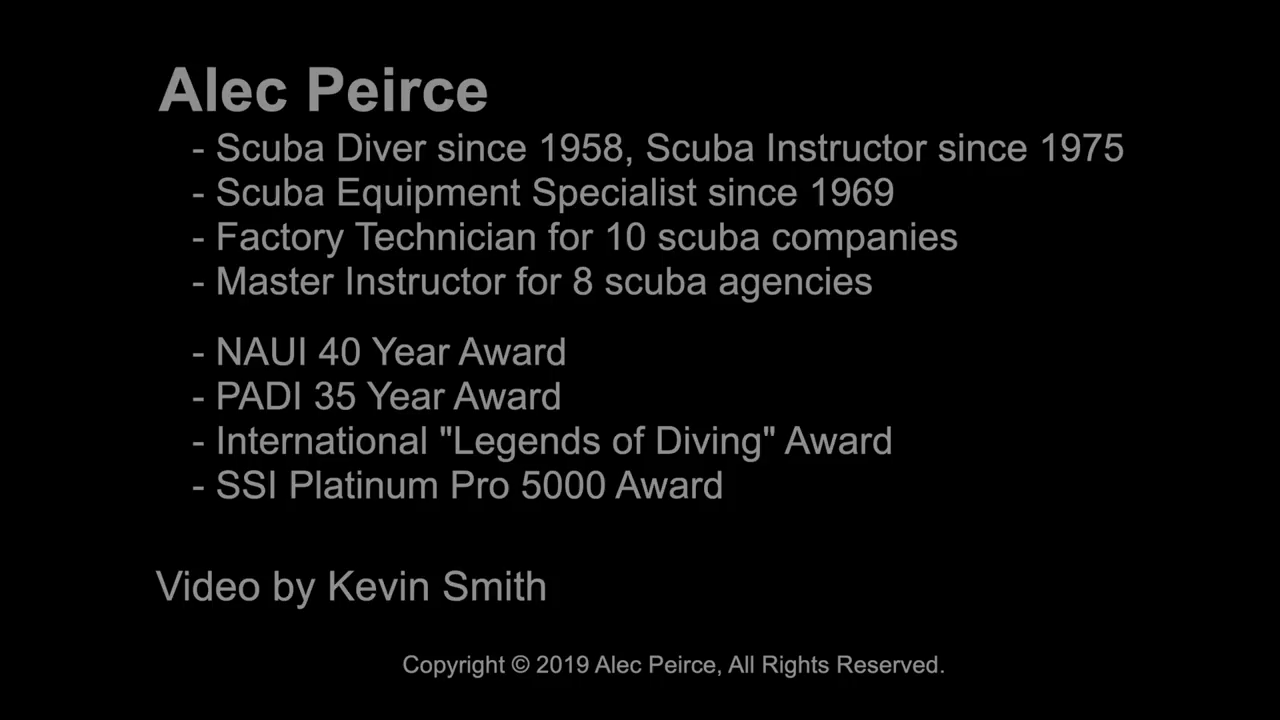 Alec Peirce
- Scuba Diver since 1958, Scuba Instructor since 1975
- Scuba Equipment Specialist since 1969
- Factory Technician for 10 scuba companies
- Master Instructor for 8 scuba agencies
- NAUI 40 Year Award
- PADI 35 Year Award
- International "Legends of Diving" Award
- SSI Platinum Pro 5000 Award
Video by Kevin Smith
Copyright © 2019 Alec Peirce, All Rights Reserved.